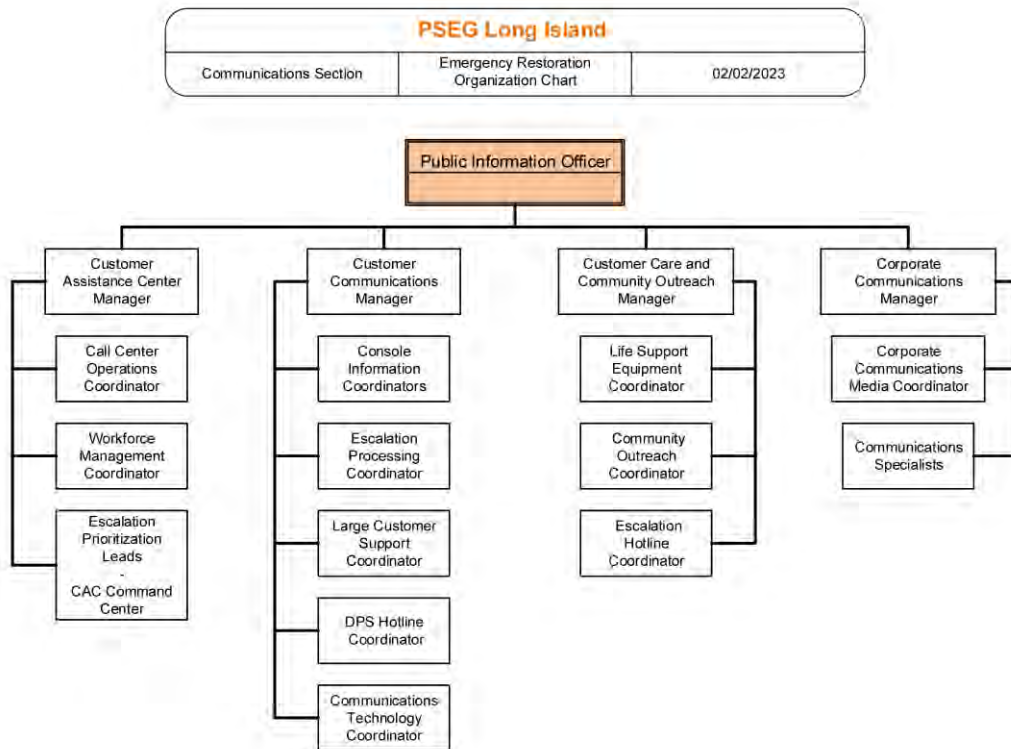 PSEG Long Island
Communications Section
Emergency Restoration
Organization Chart
02/02/2023
Public Information Officer
Customer
Assistance Center
Manager
Call Center
Operations
Coordinator
Workforce
Management
Coordinator
Escalation
Prioritization
Leads
-
CAC Command
Center
Customer
Communications
Manager
Console
Information
Coordinators
Escalation
Processing
Coordinator
Large Customer
Support
Coordinator
DPS Hotline
Coordinator
Communications
Technology
Coordinator
Customer Care and
Community Outreach
Manager
Life Support
Equipment
Coordinator
Community
Outreach
Coordinator
Escalation
Hotline
Coordinator
Corporate
Communications
Manager
Corporate
Communications
Media Coordinator
Communications
Specialists